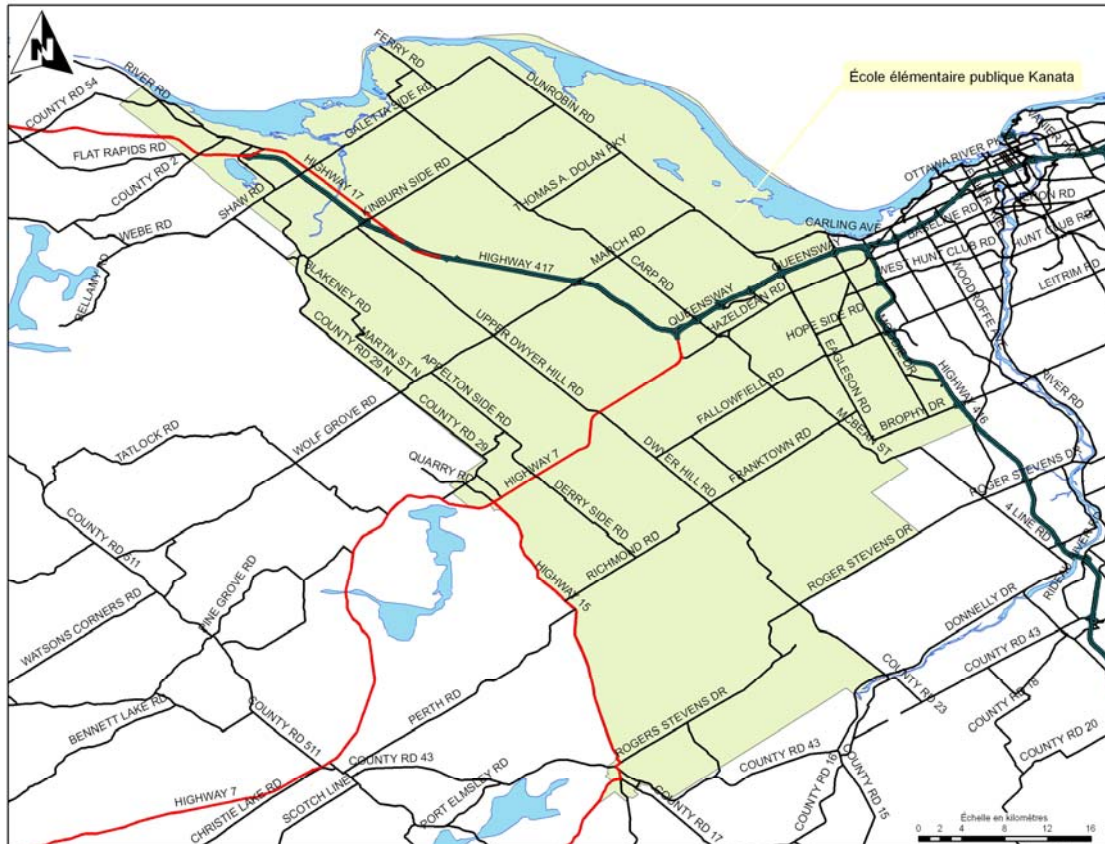 N
FERRY RD
RIVER RD
DUNROBIN RD
École élémentaire publique Kanata
COUNTY RD 54
GALETTA SIDE RD
VANIER PKY
OTTAWA RIVER PKY
FLAT RAPIDS RD
HIGHWAY 17
THOMAS A. DOLAN PKY
COUNTY RD 2
KINBURN SIDE RD
SHAW RD
CARLING AVE
BASELINE RD
HUNT CLUB RD
WEBE RD
MARCH RD
QUEENSWAY
WEST HUNT CLUB RD
HIGHWAY 417
CARP RD
LEITRIM RD
BELLAMY RD
BLAKENEY RD
QUEENSWAY
HAZELDEAN RD
WOODROFFE
COUNTY RD 29 N
UPPER DWYER HILL RD
HOPE SIDE RD
MARTIN ST N
MOODIE DR
EAGLESON RD
APPELTON SIDE RD
HIGHWAY 416
RIVER RD
FALLOWFIELD RD
WOLF GROVE RD
COUNTY RD 29
MCBEAN ST
BROPHY DR
TATLOCK RD
DWYER HILL RD
FRANKTOWN RD
QUARRY RD
HIGHWAY 7
ROGER STEVENS DR
DERRY SIDE RD
4 LINE RD
COUNTY RD 511
RICHMOND RD
ROGER STEVENS DR
HIGHWAY 15
PINE GROVE RD
DONNELLY DR
WATSONS CORNERS RD
COUNTY RD 43
COUNTY RD 18
PERTH RD
COUNTY RD 23
BENNETT LAKE RD
ROGERS STEVENS DR
COUNTY RD 511
COUNTY RD 20
COUNTY RD 43
COUNTY RD 43
COUNTY RD 16
COUNTY RD 15
HIGHWAY 7
CHRISTIE LAKE RD
SCOTCH LINE
PORT ELMSLEY RD
COUNTY RD 17
Échelle en kilomètres
0 2 4 8 12 16